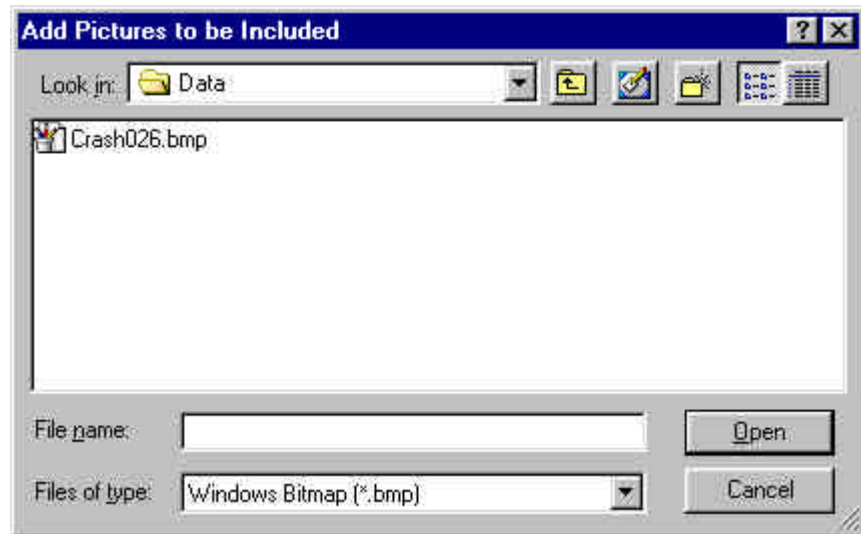 Add Pictures to be Included
Look in: Data
Crash026.bmp
File name: Open
Files of type: Windows Bitmap (*.bmp) Cancel